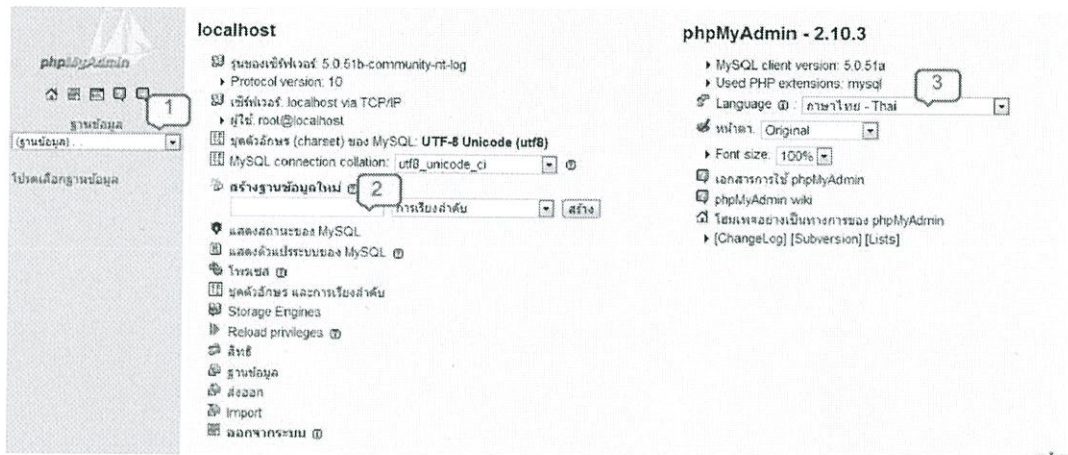 phpMyAdmin
1
ฐานข้อมูล
(ฐานข้อมูล) ...
โปรดเลือกฐานข้อมูล
localhost
รุ่นของเซิร์ฟเวอร์: 5.0.51b-community-nt-log
Protocol version: 10
เซิร์ฟเวอร์: localhost via TCP/IP
ผู้ใช้: root@localhost
ชุดตัวอักษร (charset) ของ MySQL: UTF-8 Unicode (utf8)
MySQL connection collation: utf8_unicode_ci
สร้างฐานข้อมูลใหม่
2
การเรียงลำดับ สร้าง
แสดงสถานะของ MySQL
แสดงตัวแปรระบบของ MySQL
โพรเซส
ชุดตัวอักษร และการเรียงลำดับ
Storage Engines
Reload privileges
สิทธิ
ฐานข้อมูล
ส่งออก
Import
ออกจากระบบ
phpMyAdmin - 2.10.3
MySQL client version: 5.0.51a
Used PHP extensions: mysql
3
Language : ภาษาไทย - Thai
หน้าตา: Original
Font size: 100%
เอกสารการใช้ phpMyAdmin
phpMyAdmin wiki
โฮมเพจอย่างเป็นทางการของ phpMyAdmin
[ChangeLog] [Subversion] [Lists]